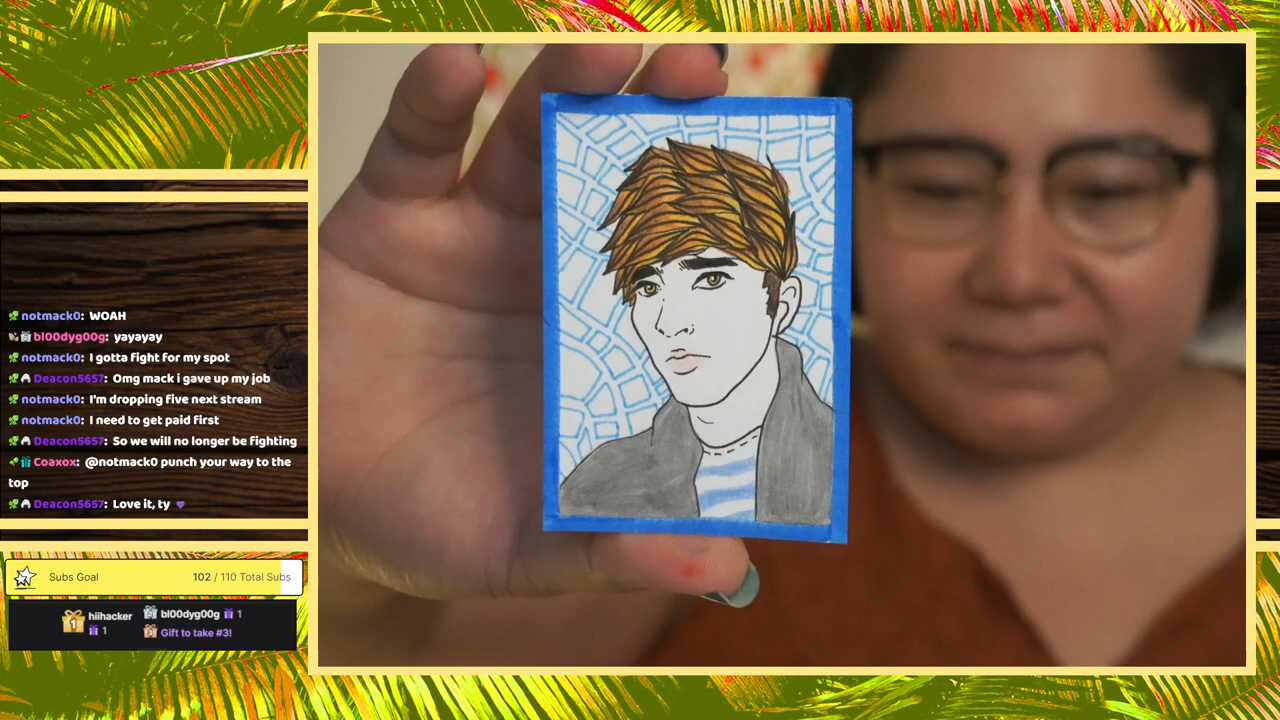 notmack0: WOAH
bl00dyg00g: yayayay
notmack0: I gotta fight for my spot
Deacon5657: Omg mack i gave up my job
notmack0: I'm dropping five next stream
notmack0: I need to get paid first
Deacon5657: So we will no longer be fighting
Coaxox: @notmack0 punch your way to the
top
Deacon5657: Love it, ty
Subs Goal 102 / 110 Total Subs
1 hiihacker 1
2 bl00dyg00g 1
3 Gift to take #3!